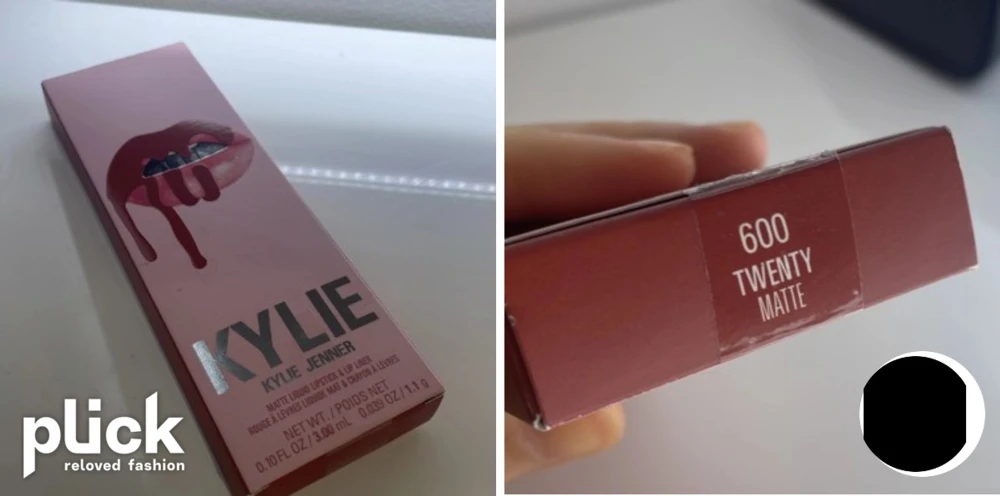 KYLIE
KYLIE JENNER
MATTE LIQUID LIPSTICK & LIP LINER
ROUGE À LÈVRES LIQUIDE MAT & CRAYON À LÈVRES
NET WT. / POIDS NET
0.10 FL OZ / 3.00 mL 0.039 OZ / 1.1 g
plick
reloved fashion
600
TWENTY
MATTE